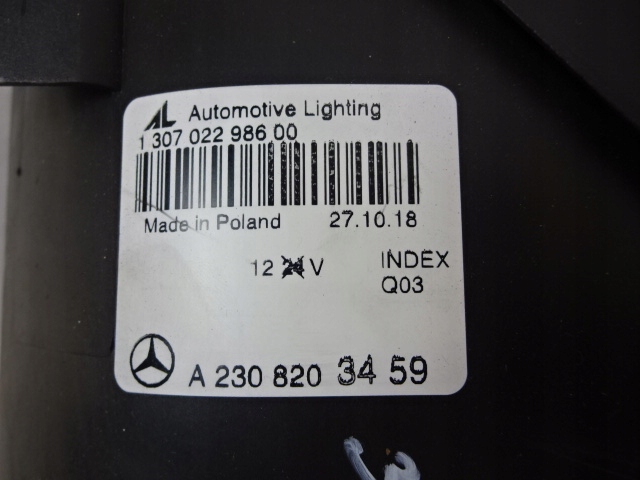 AL Automotive Lighting
1 307 022 986 00
Made in Poland 27.10.18
12 24 V INDEX
Q03
A 230 820 34 59